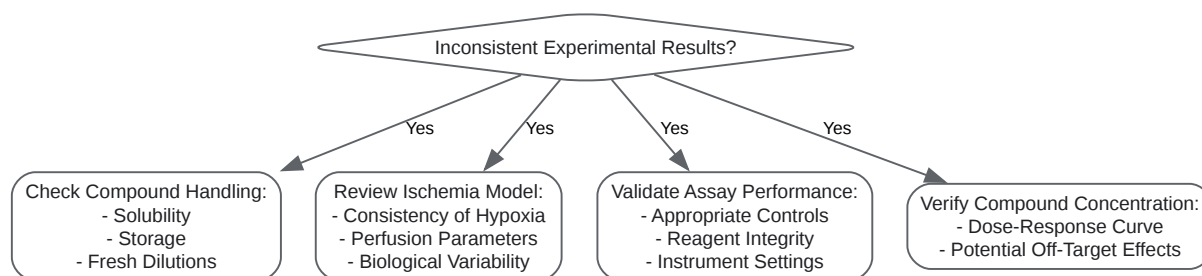 Inconsistent Experimental Results?
Yes
Yes
Yes
Yes
Check Compound Handling:
- Solubility
- Storage
- Fresh Dilutions
Review Ischemia Model:
- Consistency of Hypoxia
- Perfusion Parameters
- Biological Variability
Validate Assay Performance:
- Appropriate Controls
- Reagent Integrity
- Instrument Settings
Verify Compound Concentration:
- Dose-Response Curve
- Potential Off-Target Effects